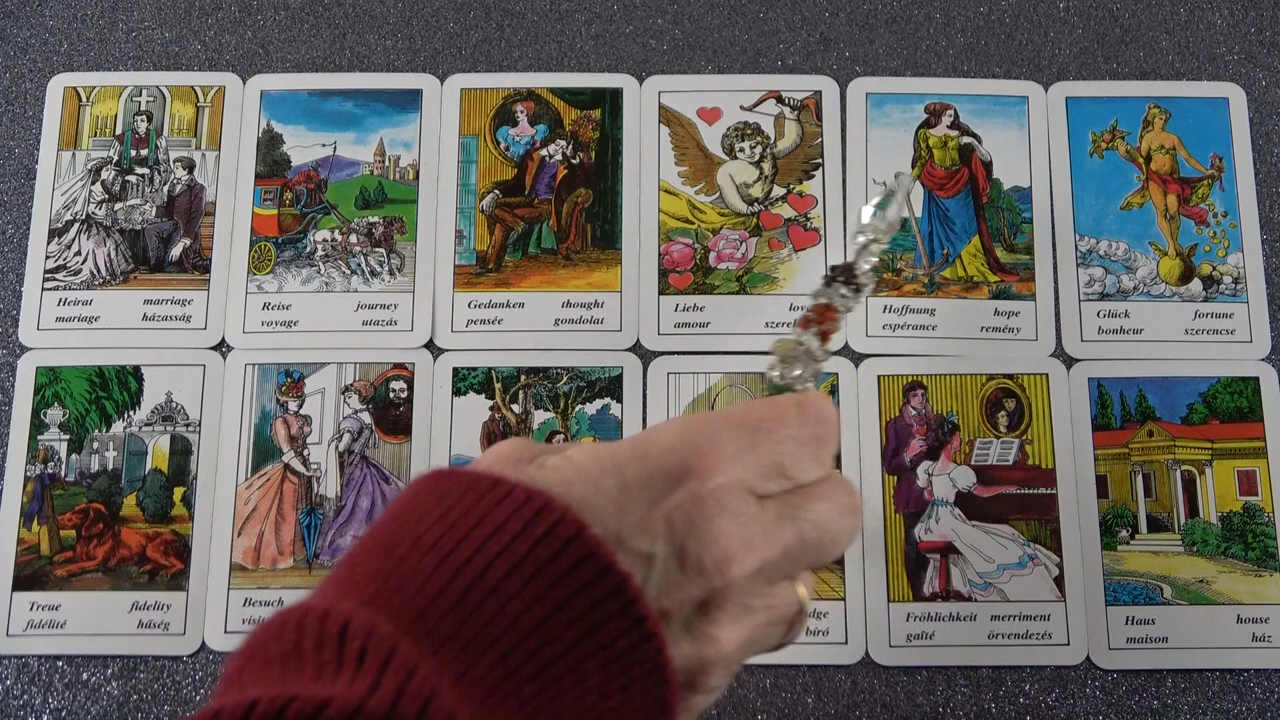 Heirat marriage
mariage házasság
Reise journey
voyage utazás
Gedanken thought
pensée gondolat
Liebe
amour
Hoffnung hope
espérance remény
Glück fortune
bonheur szerencse
Treue fidelity
fidélité hűség
Besuch
bíró
Fröhlichkeit merriment
gaîté örvendezés
Haus house
maison ház